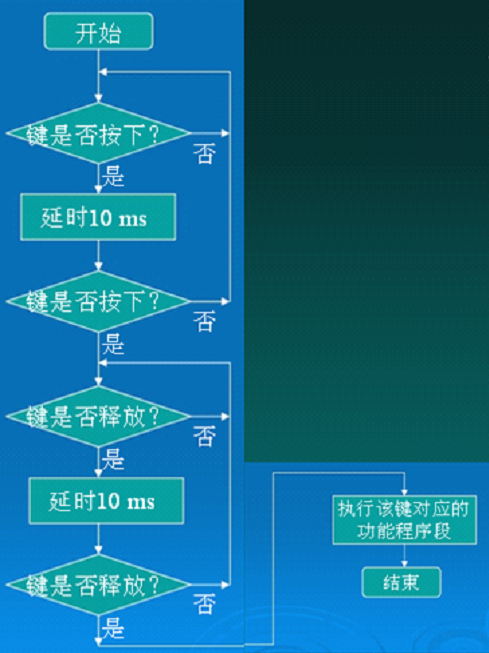 开始
键是否按下？
否
是
延时10 ms
键是否按下？
否
是
键是否释放？
否
是
延时10 ms
键是否释放？
否
是
执行该键对应的
功能程序段
结束